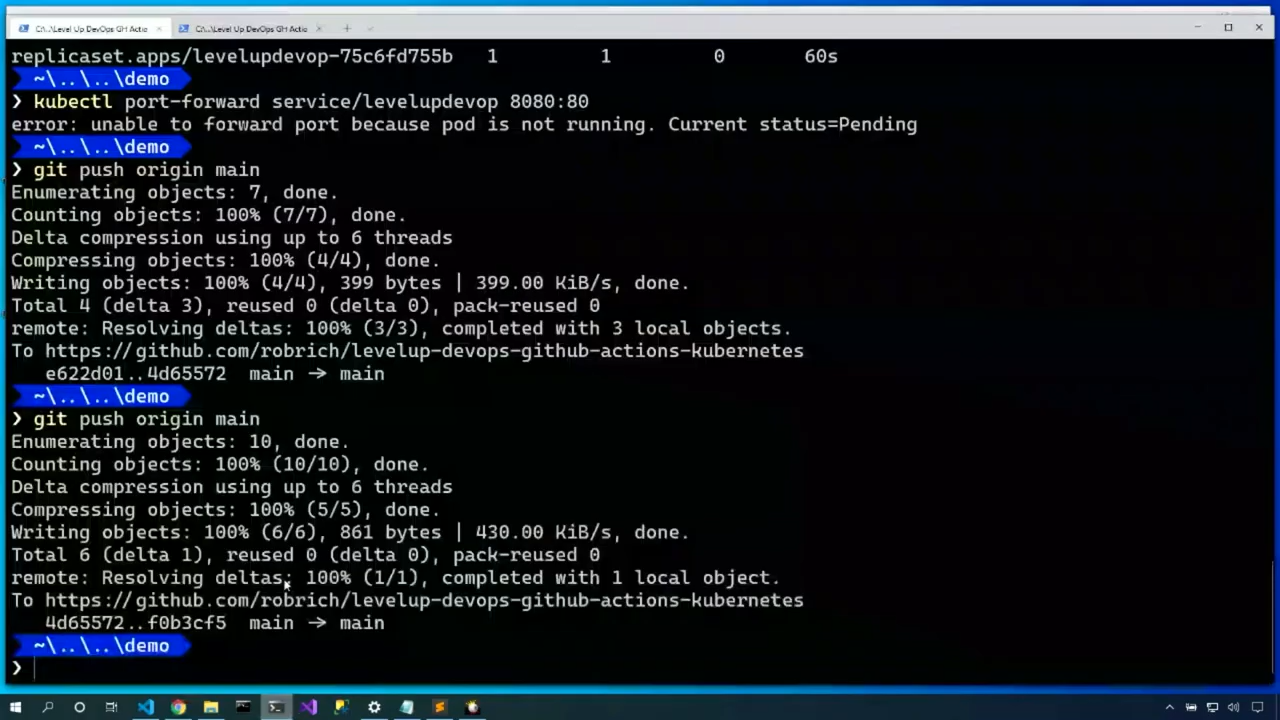 C:\..\Level Up DevOps GH Actio
C:\..\Level Up DevOps GH Actio
replicaset.apps/levelupdevop-75c6fd755b 1 1 0 60s
~\..\..\demo
❯ kubectl port-forward service/levelupdevop 8080:80
error: unable to forward port because pod is not running. Current status=Pending
~\..\..\demo
❯ git push origin main
Enumerating objects: 7, done.
Counting objects: 100% (7/7), done.
Delta compression using up to 6 threads
Compressing objects: 100% (4/4), done.
Writing objects: 100% (4/4), 399 bytes | 399.00 KiB/s, done.
Total 4 (delta 3), reused 0 (delta 0), pack-reused 0
remote: Resolving deltas: 100% (3/3), completed with 3 local objects.
To https://github.com/robrich/levelup-devops-github-actions-kubernetes
e622d01..4d65572 main -> main
~\..\..\demo
❯ git push origin main
Enumerating objects: 10, done.
Counting objects: 100% (10/10), done.
Delta compression using up to 6 threads
Compressing objects: 100% (5/5), done.
Writing objects: 100% (6/6), 861 bytes | 430.00 KiB/s, done.
Total 6 (delta 1), reused 0 (delta 0), pack-reused 0
remote: Resolving deltas: 100% (1/1), completed with 1 local object.
To https://github.com/robrich/levelup-devops-github-actions-kubernetes
4d65572..f0b3cf5 main -> main
~\..\..\demo
❯